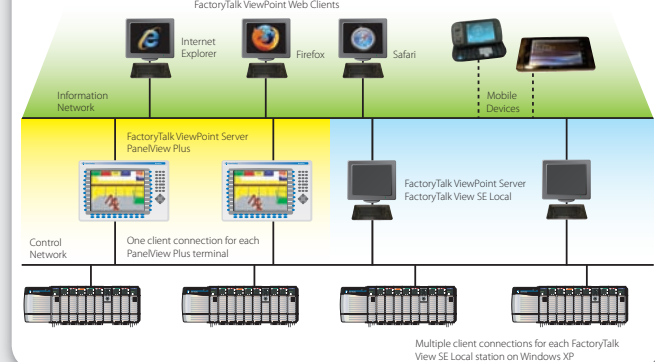 FactoryTalk ViewPoint Web Clients
Internet
Explorer
Firefox
Safari
Information
Network
Mobile
Devices
FactoryTalk ViewPoint Server
PanelView Plus
FactoryTalk ViewPoint Server
FactoryTalk View SE Local
Control
Network
One client connection for each
PanelView Plus terminal
Multiple client connections for each FactoryTalk
View SE Local station on Windows XP